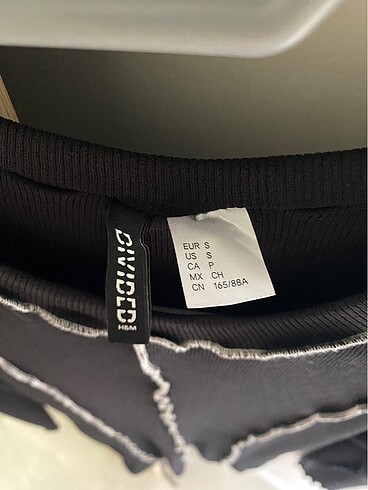 DIVIDED
H&M
EUR S
US S
CA P
MX CH
CN 165/88A